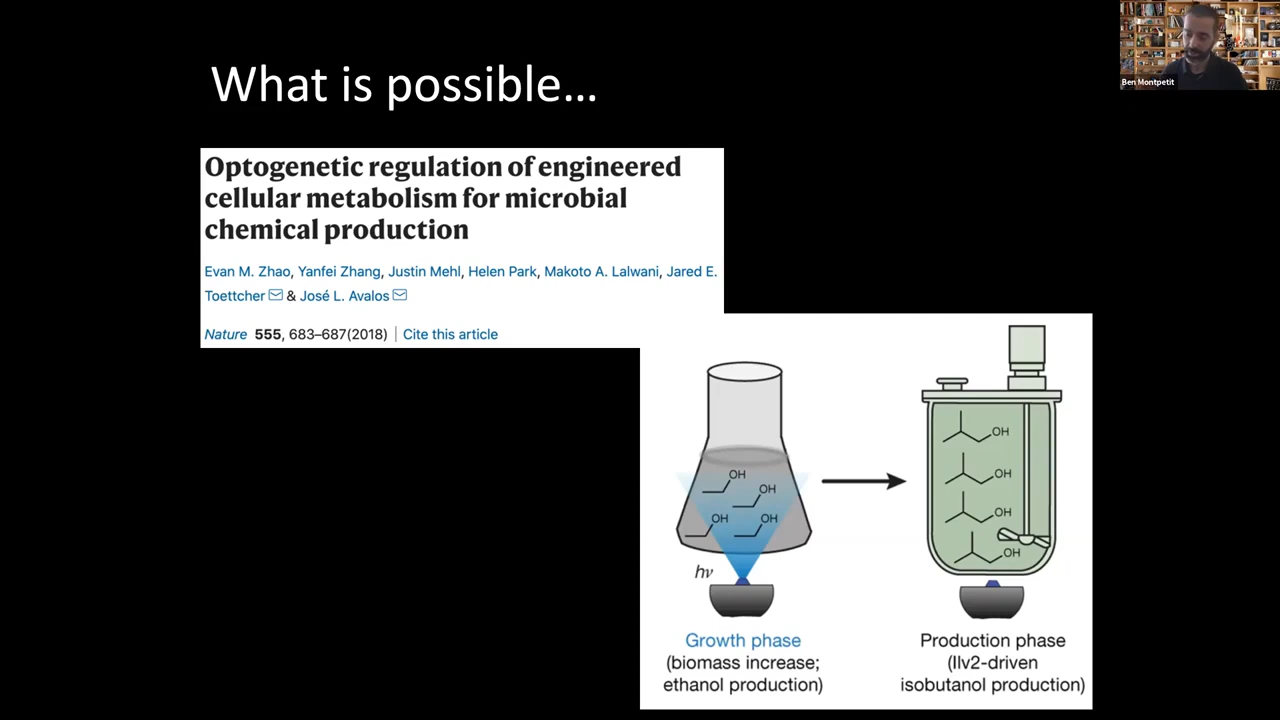 What is possible…
Ben Montpetit
Optogenetic regulation of engineered
cellular metabolism for microbial
chemical production
Evan M. Zhao, Yanfei Zhang, Justin Mehl, Helen Park, Makoto A. Lalwani, Jared E.
Toettcher & José L. Avalos
Nature 555, 683–687(2018) | Cite this article
OH
OH
OH
OH
hν
OH
OH
OH
OH
Growth phase
(biomass increase;
ethanol production)
Production phase
(Ilv2-driven
isobutanol production)